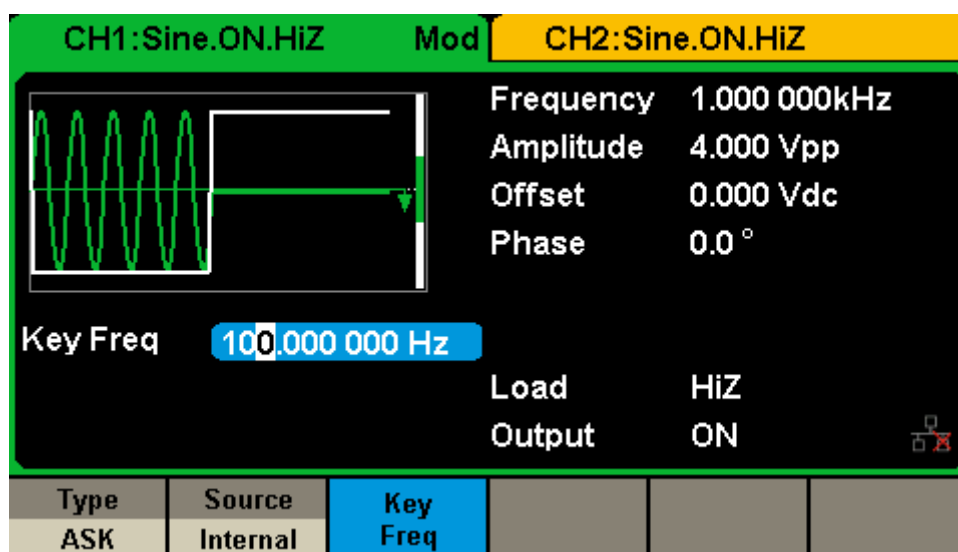 CH1:Sine.ON.HiZ Mod CH2:Sine.ON.HiZ
Frequency 1.000 000kHz
Amplitude 4.000 Vpp
Offset 0.000 Vdc
Phase 0.0 °
Key Freq 100.000 000 Hz
Load HiZ
Output ON
Type Source Key Freq
ASK Internal